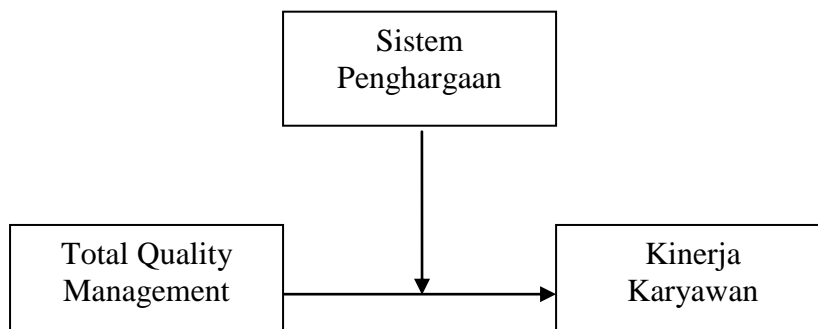 Sistem
Penghargaan
Total Quality
Management
Kinerja
Karyawan